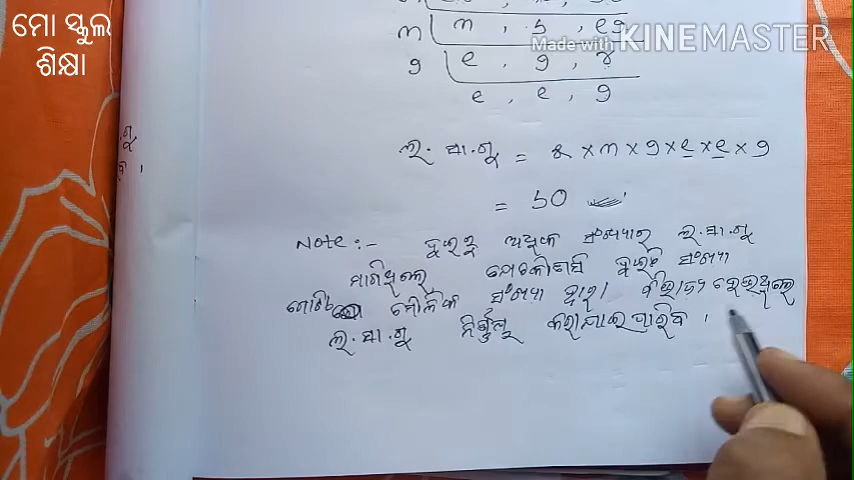 ମୋ ସ୍କୁଲ
ଶିକ୍ଷା
Made with KINEMASTER
୩ ୩ , ୬ , ୧୨
୨ ୧ , ୨ , ୪
୧ , ୧ , ୨
ଲ.ସା.ଗୁ = ୫ × ୩ × ୨ × ୧ × ୧ × ୨
= ୬୦
Note :- ଦୁଇରୁ ଅଧିକ ସଂଖ୍ୟାର ଲ.ସା.ଗୁ
ମାଗିଥିଲେ ଯେକୌଣସି ଦୁଇଟି ସଂଖ୍ୟା
ଗୋଟିଏ ମୌଳିକ ସଂଖ୍ୟା ଦ୍ୱାରା ବିଭାଜ୍ୟ ହେଉଥିଲେ
ଲ.ସା.ଗୁ ନିର୍ଣ୍ଣୟ କରାଯାଇପାରିବ ।